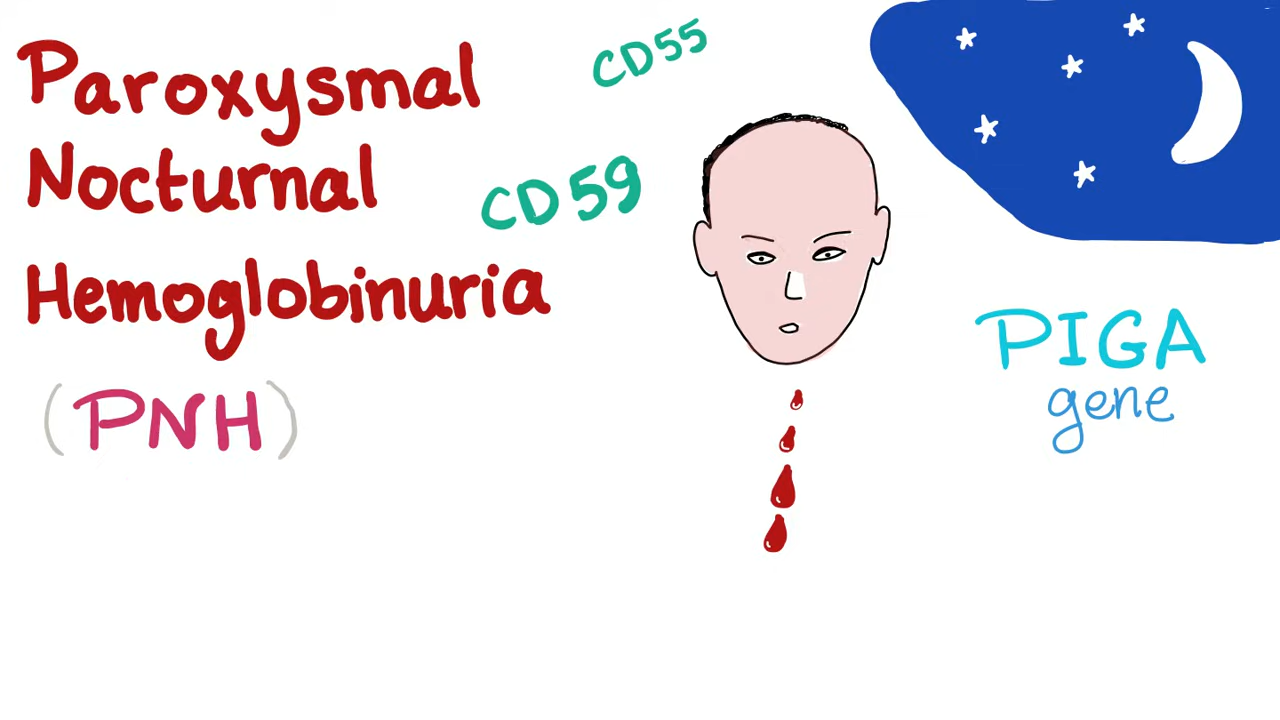 Paroxysmal
Nocturnal
Hemoglobinuria
(PNH)
CD55
CD59
PIGA
gene